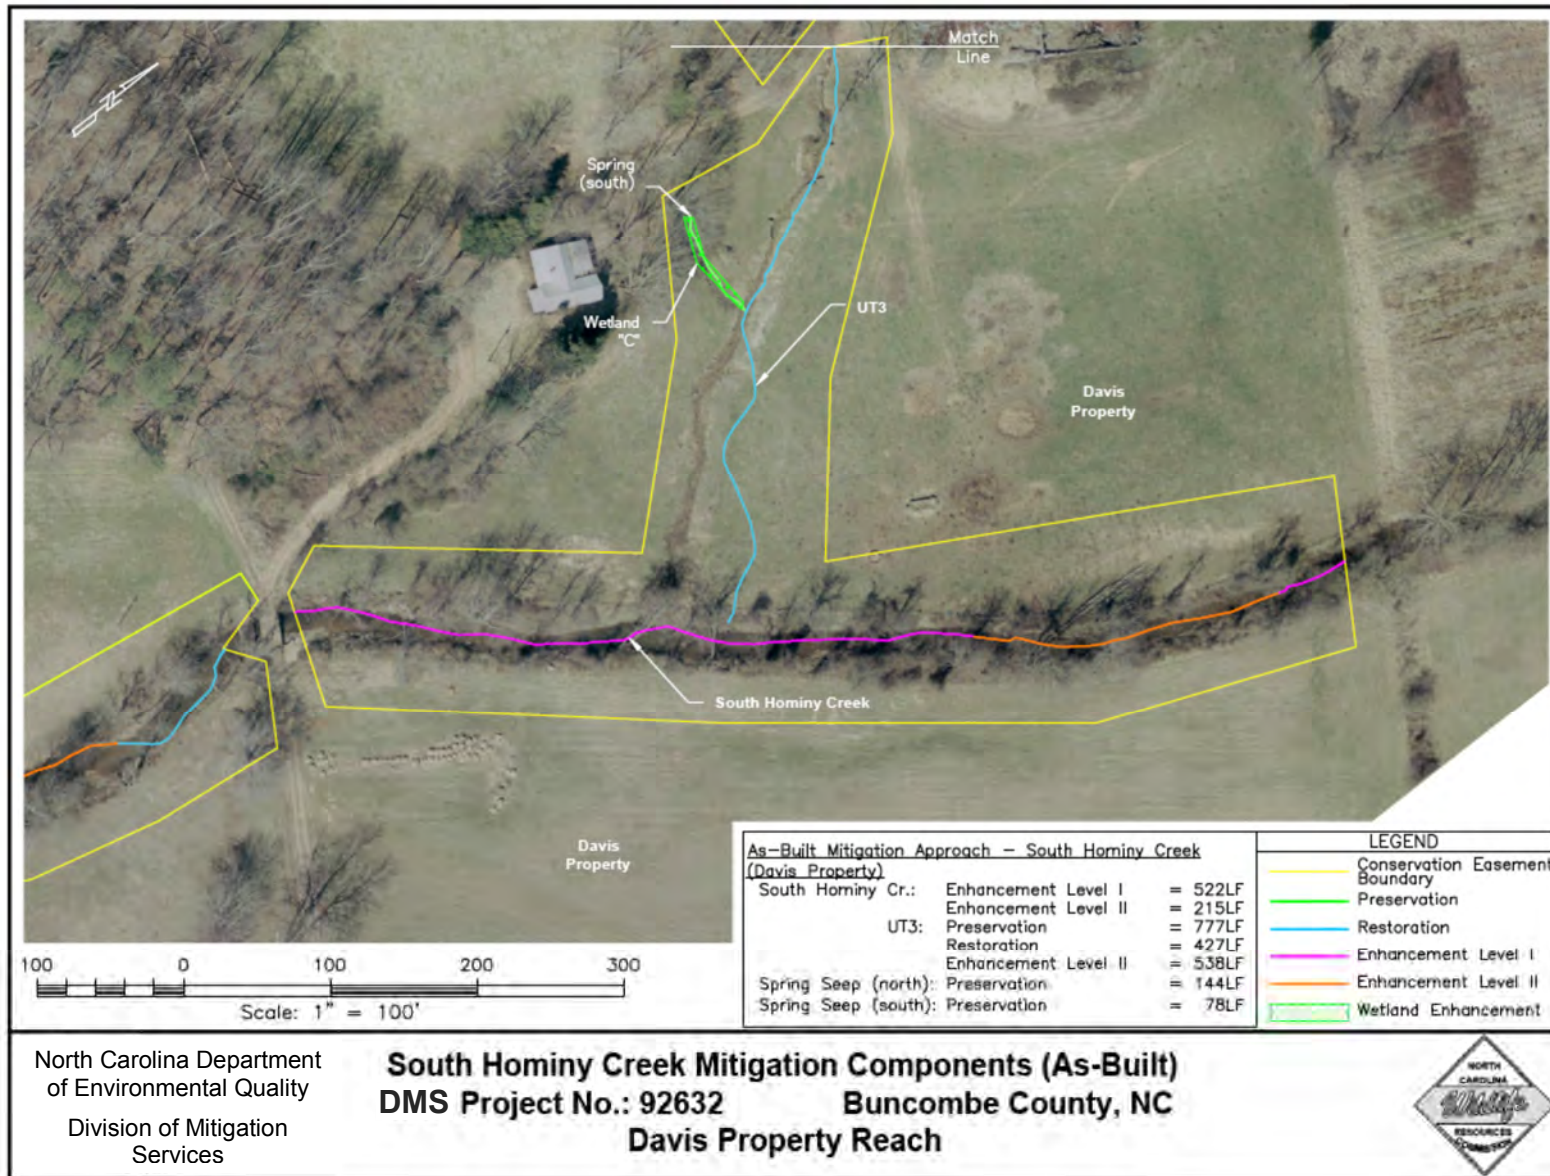 Match
Line
Spring
(south)
Wetland
"C"
UT3
Davis
Property
South Hominy Creek
Davis
Property
As-Built Mitigation Approach - South Hominy Creek
(Davis Property)
South Hominy Cr.: Enhancement Level I = 522LF
Enhancement Level II = 215LF
UT3: Preservation = 777LF
Restoration = 427LF
Enhancement Level II = 538LF
Spring Seep (north): Preservation = 144LF
Spring Seep (south): Preservation = 78LF
LEGEND
Conservation Easement
Boundary
Preservation
Restoration
Enhancement Level I
Enhancement Level II
Wetland Enhancement
100 0 100 200 300
Scale: 1" = 100'
North Carolina Department
of Environmental Quality
Division of Mitigation
Services
South Hominy Creek Mitigation Components (As-Built)
DMS Project No.: 92632 Buncombe County, NC
Davis Property Reach
NORTH
CAROLINA
Wildlife
RESOURCES
COMMISSION